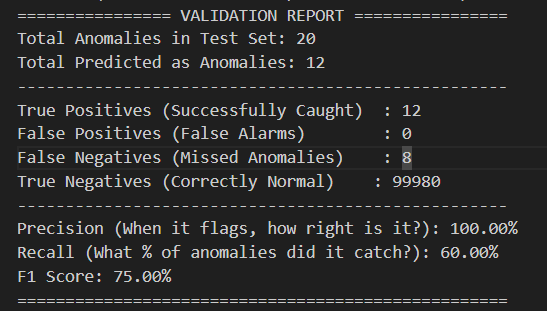 ================ VALIDATION REPORT ================
Total Anomalies in Test Set: 20
Total Predicted as Anomalies: 12
---------------------------------------------------
True Positives (Successfully Caught)  : 12
False Positives (False Alarms)        : 0
False Negatives (Missed Anomalies)    : 8
True Negatives (Correctly Normal)    : 99980
---------------------------------------------------
Precision (When it flags, how right is it?): 100.00%
Recall (What % of anomalies did it catch?): 60.00%
F1 Score: 75.00%
===================================================